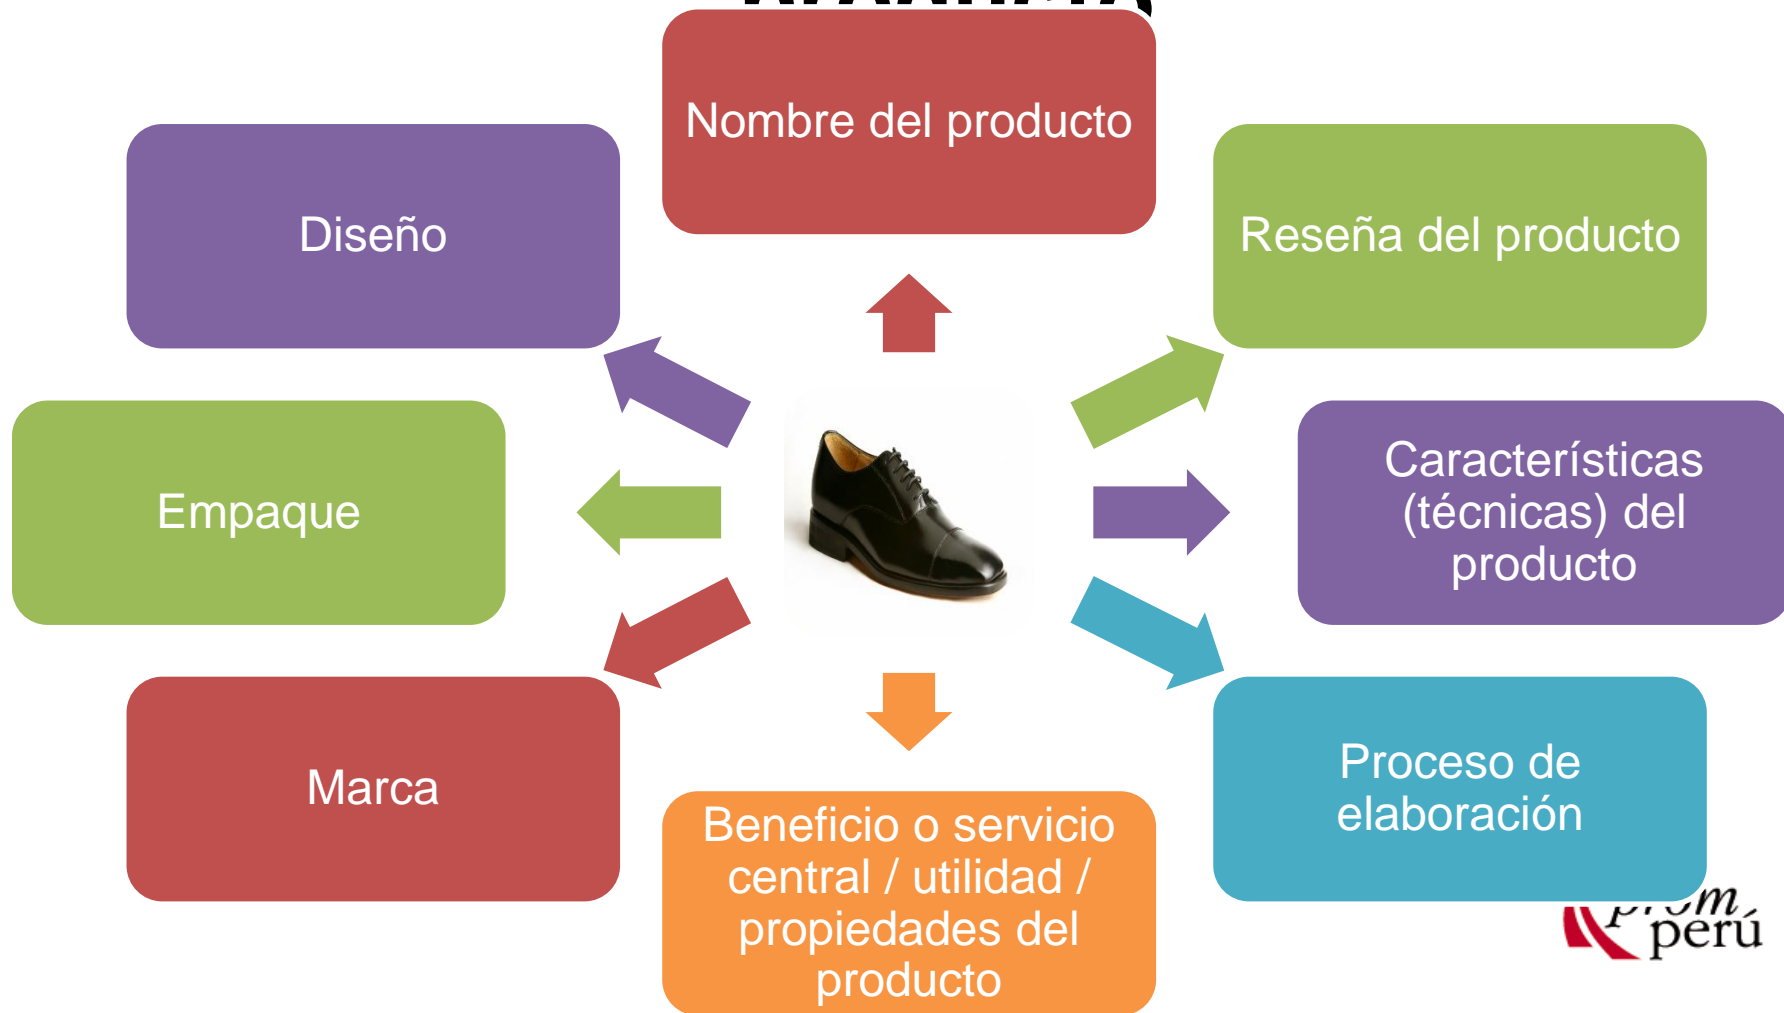 Nombre del producto
Diseño
Reseña del producto
Empaque
Características
(técnicas) del
producto
Marca
Proceso de
elaboración
Beneficio o servicio
central / utilidad /
propiedades del
producto
prom
perú